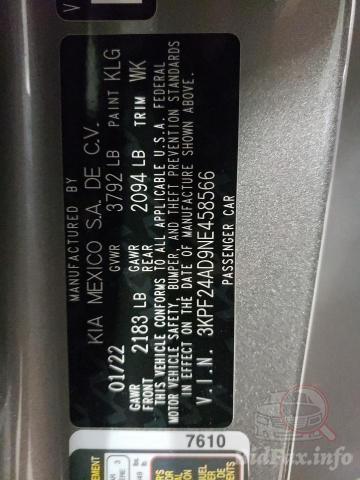 MANUFACTURED BY
KIA MEXICO S.A. DE C.V.
01/22 GVWR 3792 LB PAINT KLG
GAWR FRONT 2183 LB GAWR REAR 2094 LB TRIM WK
THIS VEHICLE CONFORMS TO ALL APPLICABLE U.S.A. FEDERAL
MOTOR VEHICLE SAFETY, BUMPER, AND THEFT PREVENTION STANDARDS
IN EFFECT ON THE DATE OF MANUFACTURE SHOWN ABOVE.
V.I.N. 3KPF24AD9NE458566
PASSENGER CAR
7610
bidFax.info